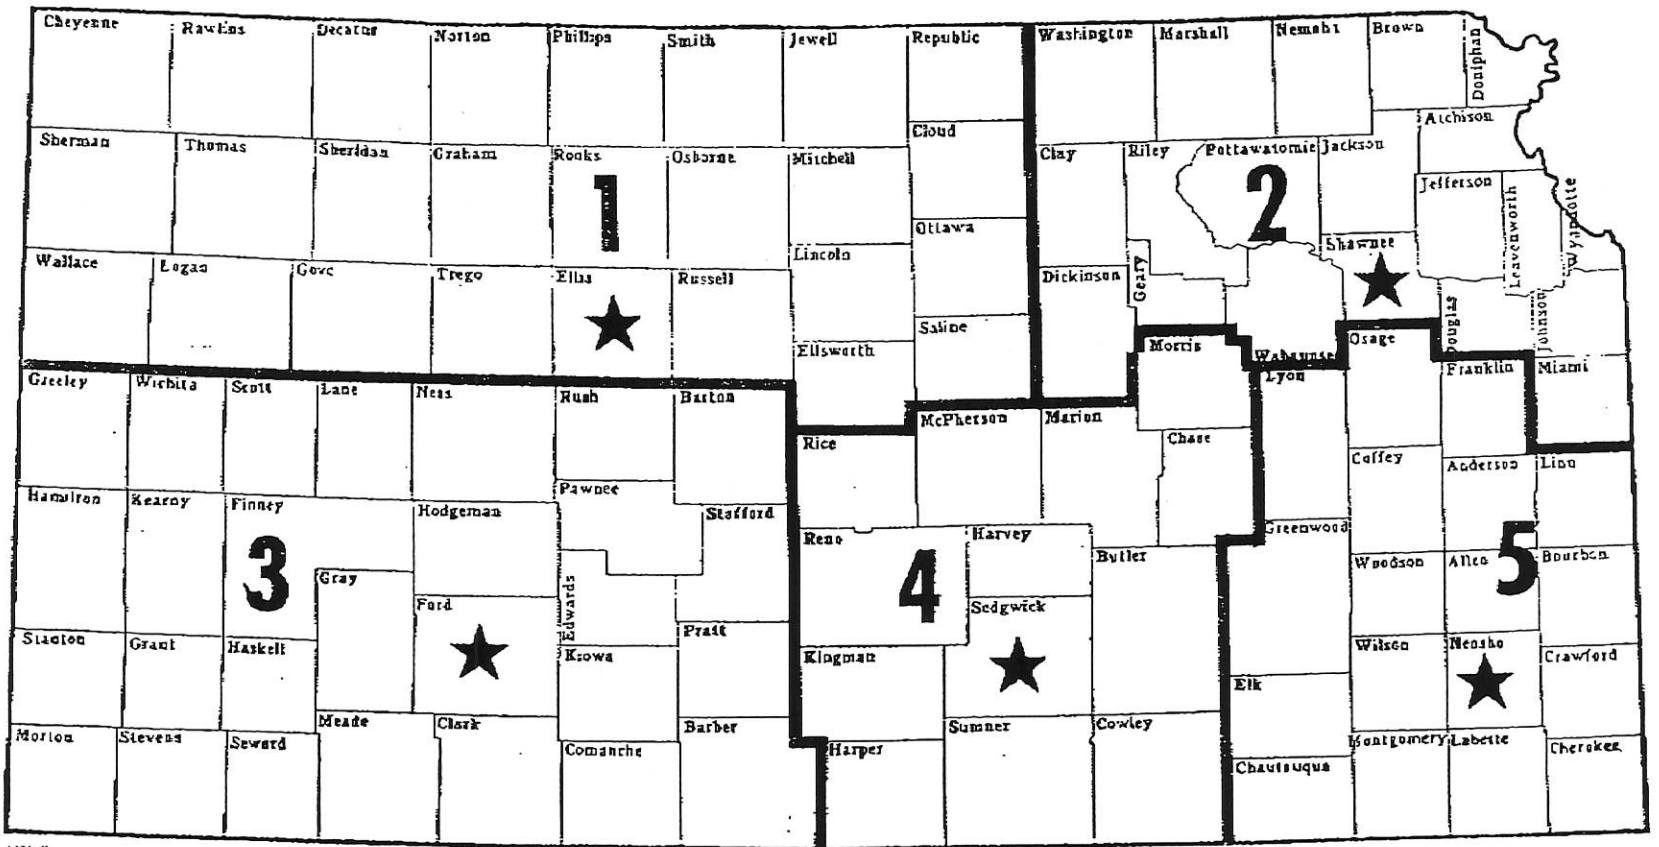 Cheyenne Rawlins Decatur Norton Phillips Smith Jewell Republic Washington Marshall Nemaha Brown Doniphan
Atchison
Cloud
Sherman Thomas Sheridan Graham Rooks Osborne Mitchell Clay Riley Pottawatomie Jackson
1 2
Jefferson Leavenworth Wyandotte
Ottawa
Shawnee
Wallace Logan Gove Trego Ellis Russell Lincoln Dickinson Geary
Saline
Douglas Johnson
Ellsworth Morris Wabaunsee Osage
Greeley Wichita Scott Lane Ness Rush Barton Lyon Franklin Miami
McPherson Marion
Rice Chase
Coffey Anderson Linn
Hamilton Kearny Finney Hodgeman Pawnee Stafford
Reno Harvey Greenwood
3 4 5
Butler Woodson Allen Bourbon
Gray Ford Edwards Sedgwick
Stanton Grant Haskell Kiowa Pratt Kingman Wilson Neosho Crawford
Elk
Meade Clark Barber Sumner Cowley
Morton Stevens Seward Comanche Harper Montgomery Labette Cherokee
Chautauqua